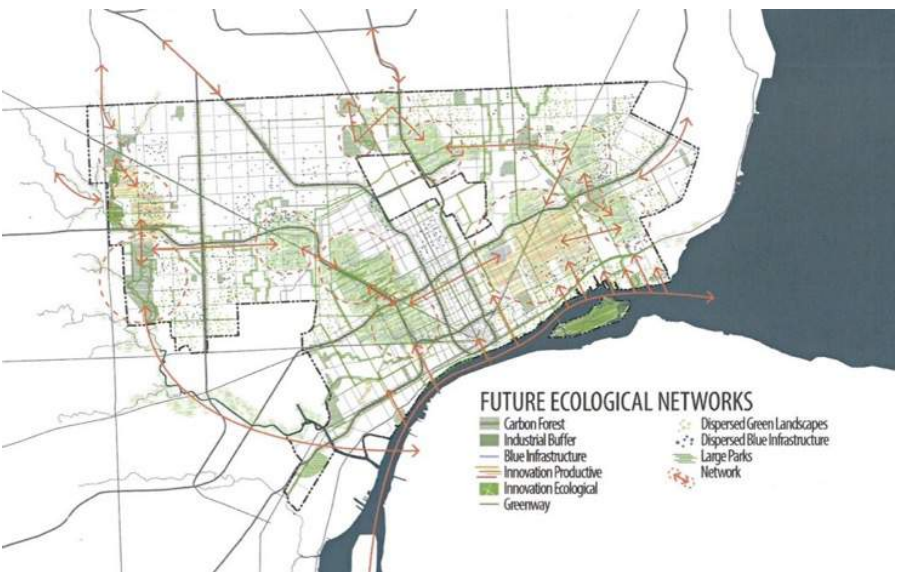 FUTURE ECOLOGICAL NETWORKS
Carbon Forest
Industrial Buffer
Blue Infrastructure
Innovation Productive
Innovation Ecological
Greenway
Dispersed Green Landscapes
Dispersed Blue Infrastructure
Large Parks
Network